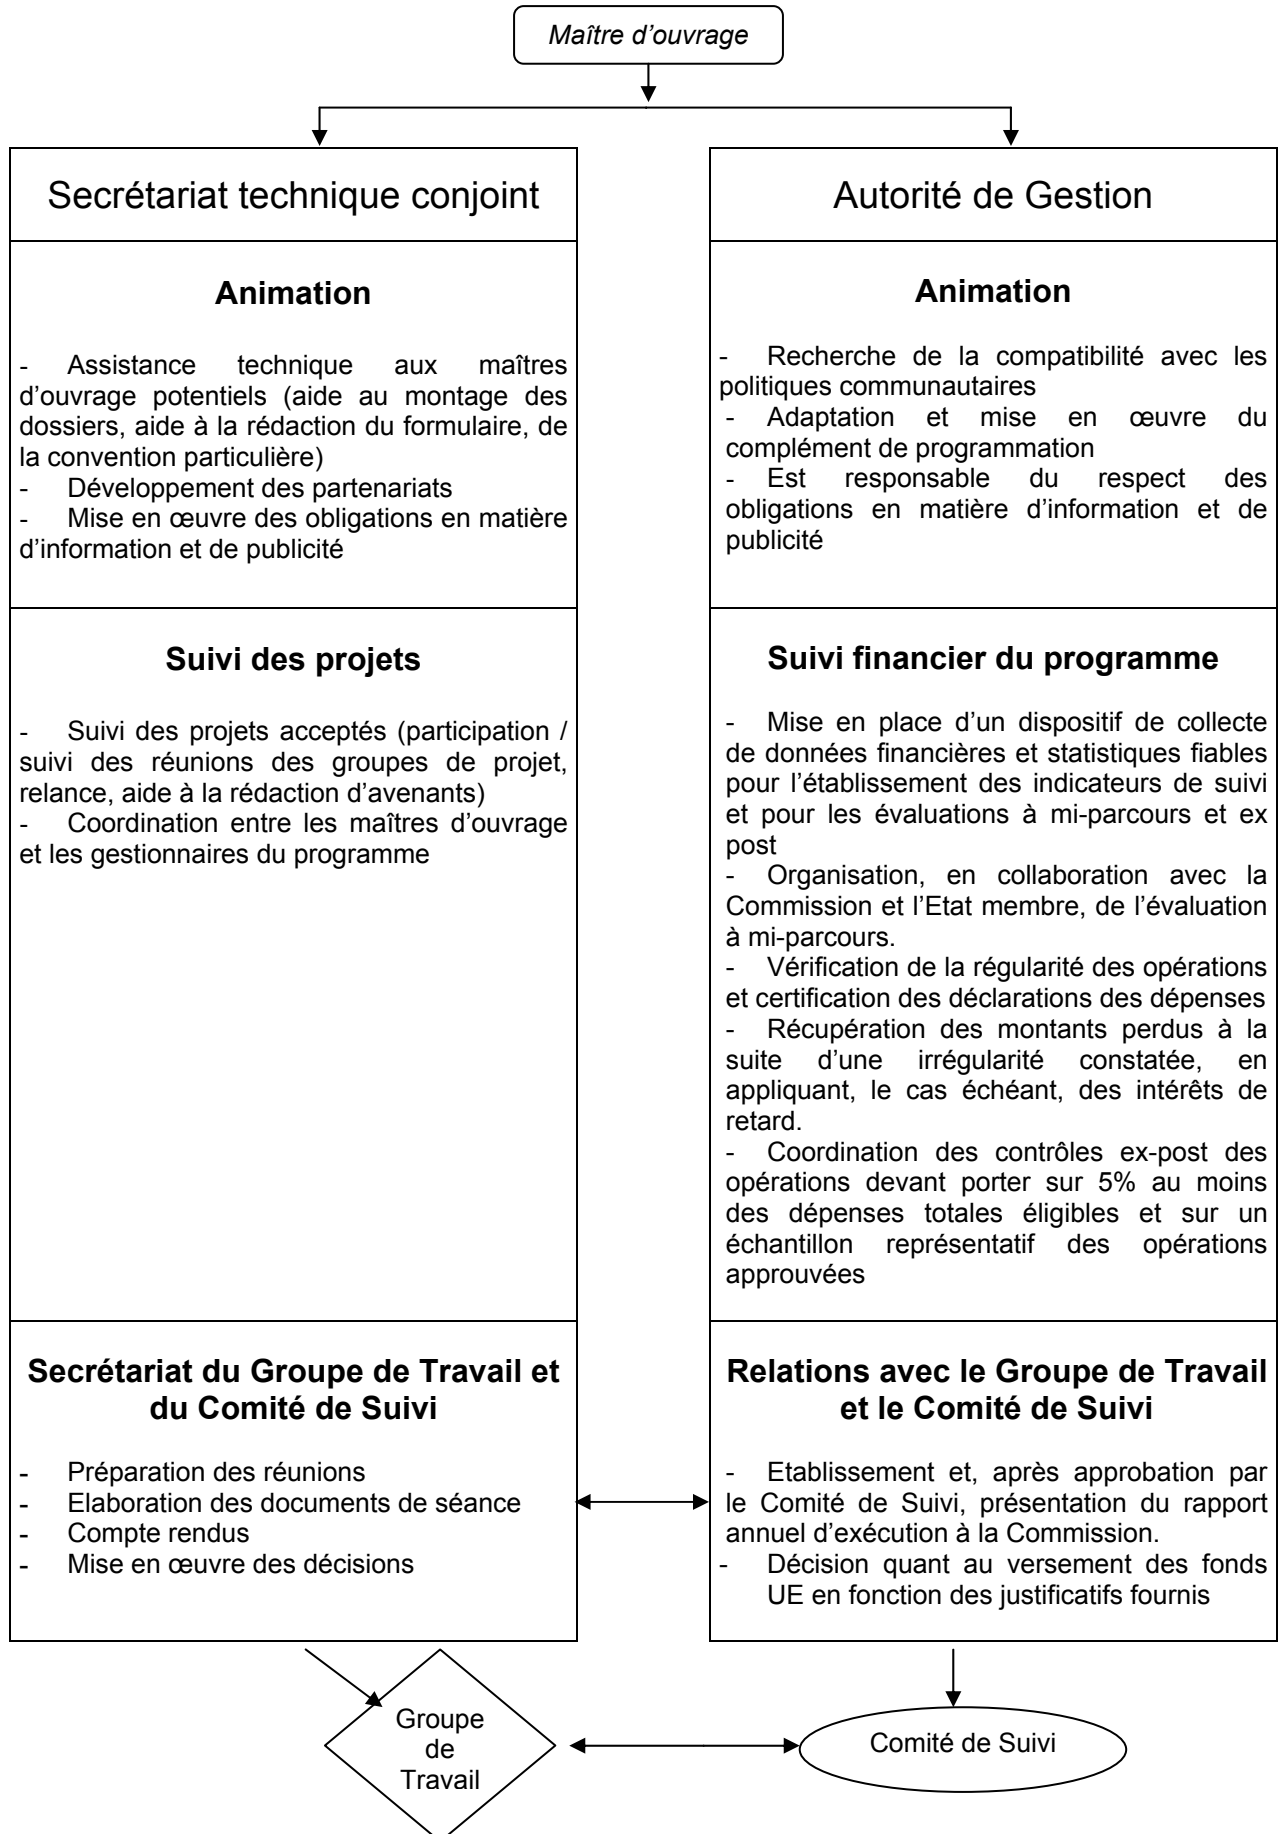 Maître d’ouvrage
Secrétariat technique conjoint
Animation
- Assistance technique aux maîtres
d’ouvrage potentiels (aide au montage des
dossiers, aide à la rédaction du formulaire, de
la convention particulière)
- Développement des partenariats
- Mise en œuvre des obligations en matière
d’information et de publicité
Suivi des projets
- Suivi des projets acceptés (participation /
suivi des réunions des groupes de projet,
relance, aide à la rédaction d’avenants)
- Coordination entre les maîtres d’ouvrage
et les gestionnaires du programme
Secrétariat du Groupe de Travail et
du Comité de Suivi
- Préparation des réunions
- Elaboration des documents de séance
- Compte rendus
- Mise en œuvre des décisions
Autorité de Gestion
Animation
- Recherche de la compatibilité avec les
politiques communautaires
- Adaptation et mise en œuvre du
complément de programmation
- Est responsable du respect des
obligations en matière d’information et de
publicité
Suivi financier du programme
- Mise en place d’un dispositif de collecte
de données financières et statistiques fiables
pour l’établissement des indicateurs de suivi
et pour les évaluations à mi-parcours et ex
post
- Organisation, en collaboration avec la
Commission et l’Etat membre, de l’évaluation
à mi-parcours.
- Vérification de la régularité des opérations
et certification des déclarations des dépenses
- Récupération des montants perdus à la
suite d’une irrégularité constatée, en
appliquant, le cas échéant, des intérêts de
retard.
- Coordination des contrôles ex-post des
opérations devant porter sur 5% au moins
des dépenses totales éligibles et sur un
échantillon représentatif des opérations
approuvées
Relations avec le Groupe de Travail
et le Comité de Suivi
- Etablissement et, après approbation par
le Comité de Suivi, présentation du rapport
annuel d’exécution à la Commission.
- Décision quant au versement des fonds
UE en fonction des justificatifs fournis
Groupe
de
Travail
Comité de Suivi